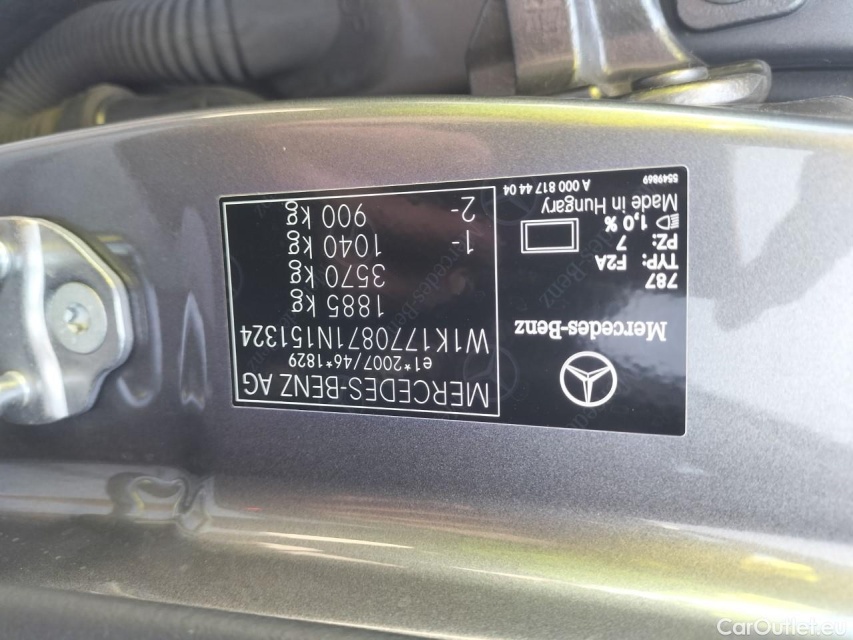 MERCEDES-BENZ AG
e1*2007/46*1829
W1K1770871N151324
1885 kg
3570 kg
1- 1040 kg
2- 900 kg
Mercedes-Benz
787
TYP: F2A
PZ: 7
1,0 %
Made in Hungary
A 000 817 44 04
5549869
CarOutlet.eu